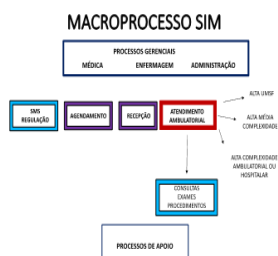 MACROPROCESSO SIM
PROCESSOS GERENCIAIS
MÉDICA ENFERMAGEM ADMINISTRAÇÃO
SMS
REGULAÇÃO
AGENDAMENTO
RECEPÇÃO
ATENDIMENTO
AMBULATORIAL
ALTA UMSF
ALTA MÉDIA
COMPLEXIDADE
ALTA COMPLEXIDADE
AMBULATORIAL OU
HOSPITALAR
CONSULTAS
EXAMES
PROCEDIMENTOS
PROCESSOS DE APOIO